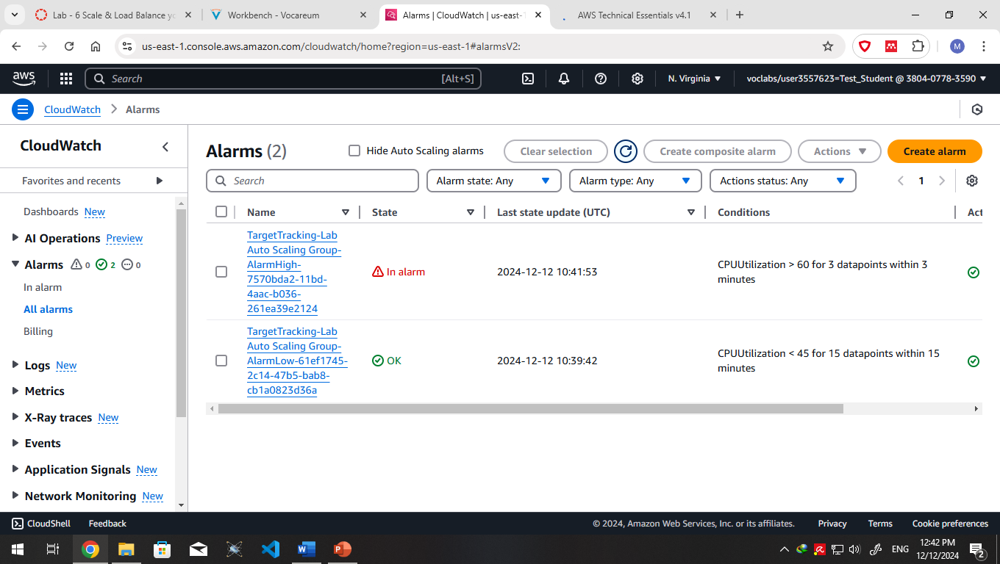 Lab - 6 Scale & Load Balance yo
Workbench - Vocareum
Alarms | CloudWatch | us-east-1
AWS Technical Essentials v4.1
us-east-1.console.aws.amazon.com/cloudwatch/home?region=us-east-1#alarmsV2:
M
aws
Search
[Alt+S]
N. Virginia
voclabs/user3557623=Test_Student @ 3804-0778-3590
CloudWatch
Alarms
CloudWatch
Favorites and recents
Dashboards New
AI Operations Preview
Alarms 0 2 0
In alarm
All alarms
Billing
Logs New
Metrics
X-Ray traces New
Events
Application Signals New
Network Monitoring New
Alarms (2)
Hide Auto Scaling alarms
Clear selection
Create composite alarm
Actions
Create alarm
Search
Alarm state: Any
Alarm type: Any
Actions status: Any
1
Name
State
Last state update (UTC)
Conditions
Act
TargetTracking-Lab
Auto Scaling Group-
AlarmHigh-
7570bda2-11bd-
4aac-b036-
261ea39e2124
In alarm
2024-12-12 10:41:53
CPUUtilization > 60 for 3 datapoints within 3
minutes
TargetTracking-Lab
Auto Scaling Group-
AlarmLow-61ef1745-
2c14-47b5-bab8-
cb1a0823d36a
OK
2024-12-12 10:39:42
CPUUtilization < 45 for 15 datapoints within 15
minutes
CloudShell
Feedback
© 2024, Amazon Web Services, Inc. or its affiliates.
Privacy
Terms
Cookie preferences
ENG
12:42 PM
12/12/2024
2